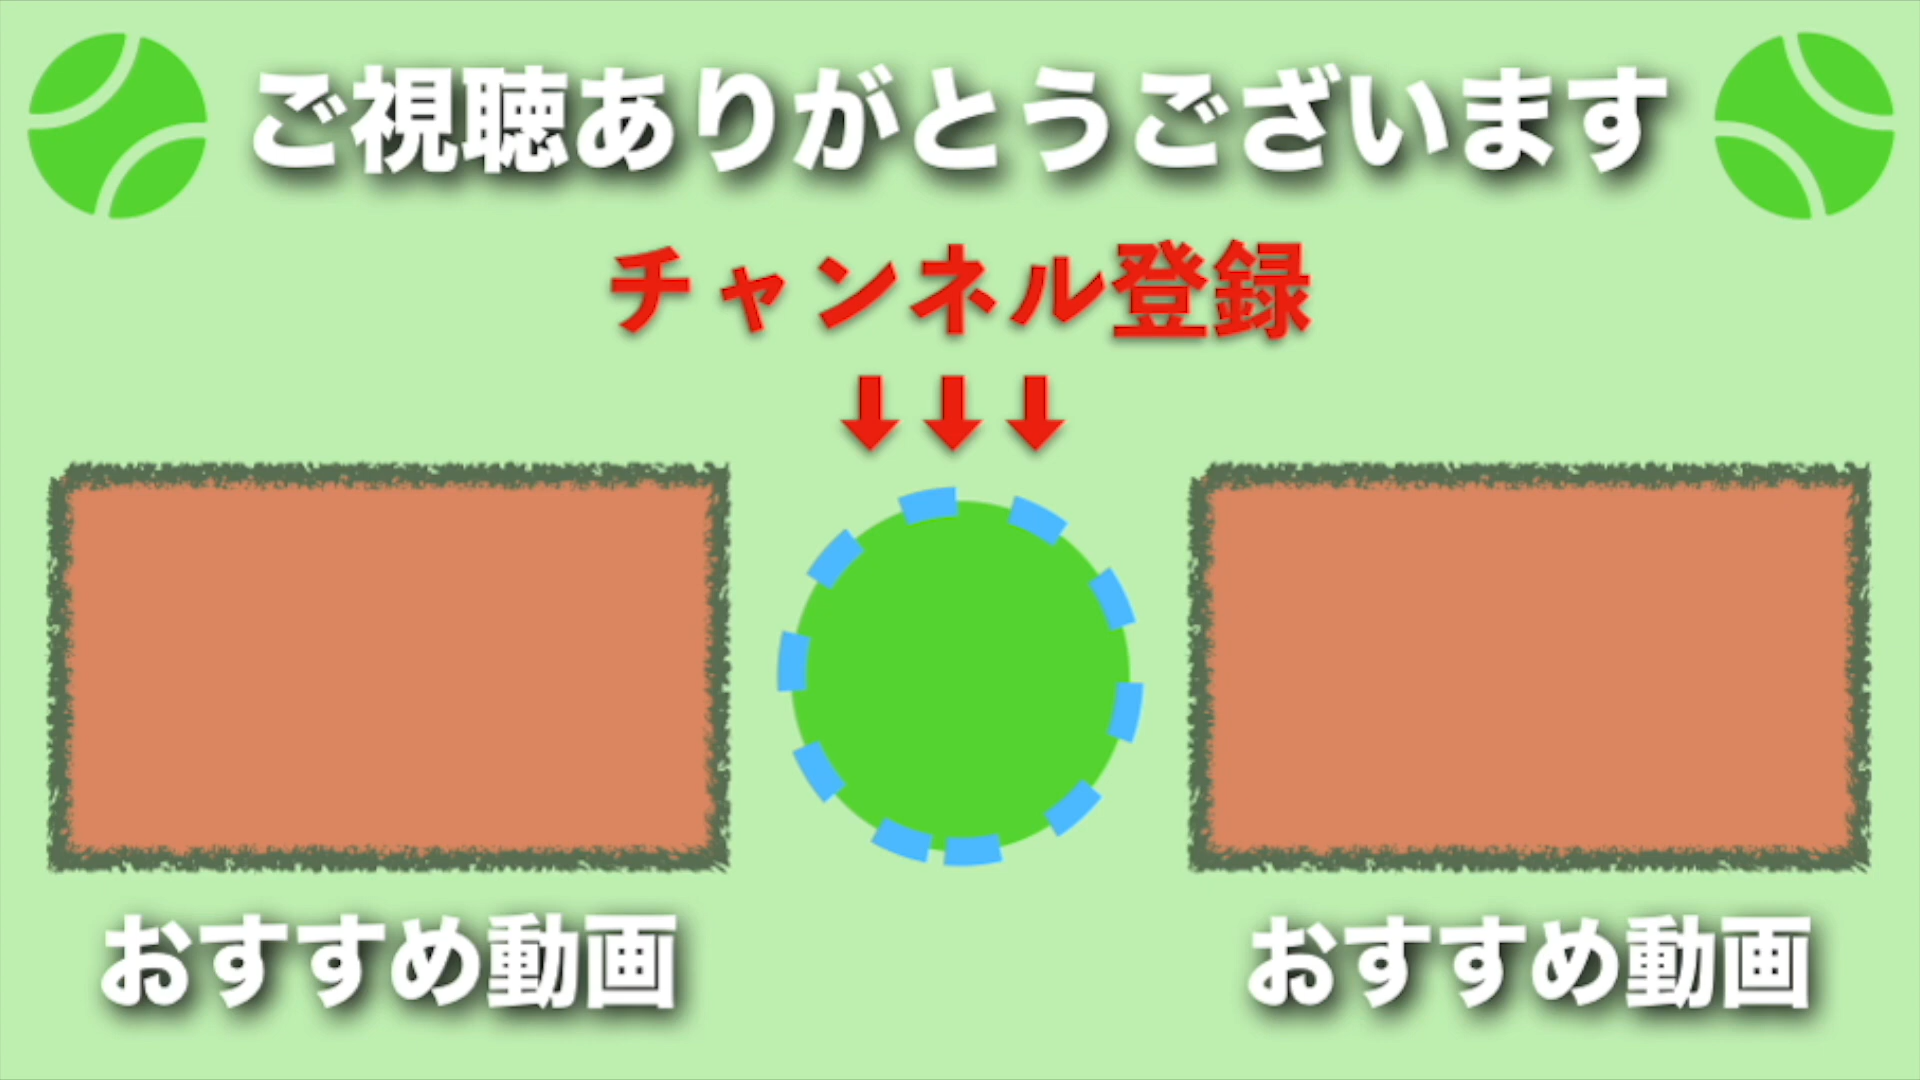 ご視聴ありがとうございます
チャンネル登録
おすすめ動画
おすすめ動画